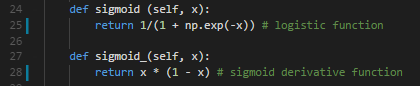 24 def sigmoid (self, x):
25 return 1/(1 + np.exp(-x)) # logistic function
26
27 def sigmoid_(self, x):
28 return x * (1 - x) # sigmoid derivative function